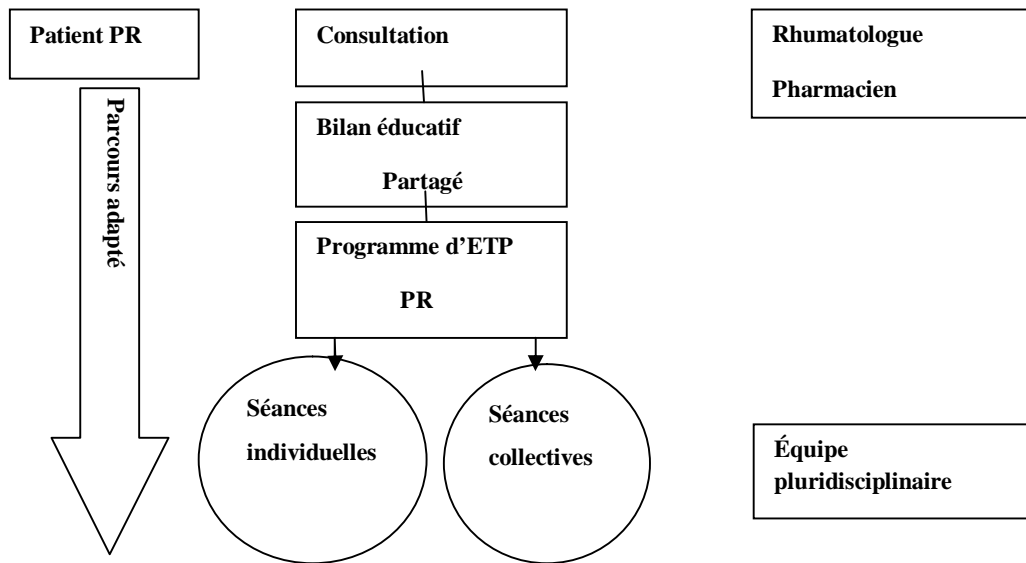 Patient PR
Parcours adapté
Consultation
Bilan éducatif
Partagé
Programme d'ETP
PR
Séances
individuelles
Séances
collectives
Rhumatologue
Pharmacien
Équipe
pluridisciplinaire